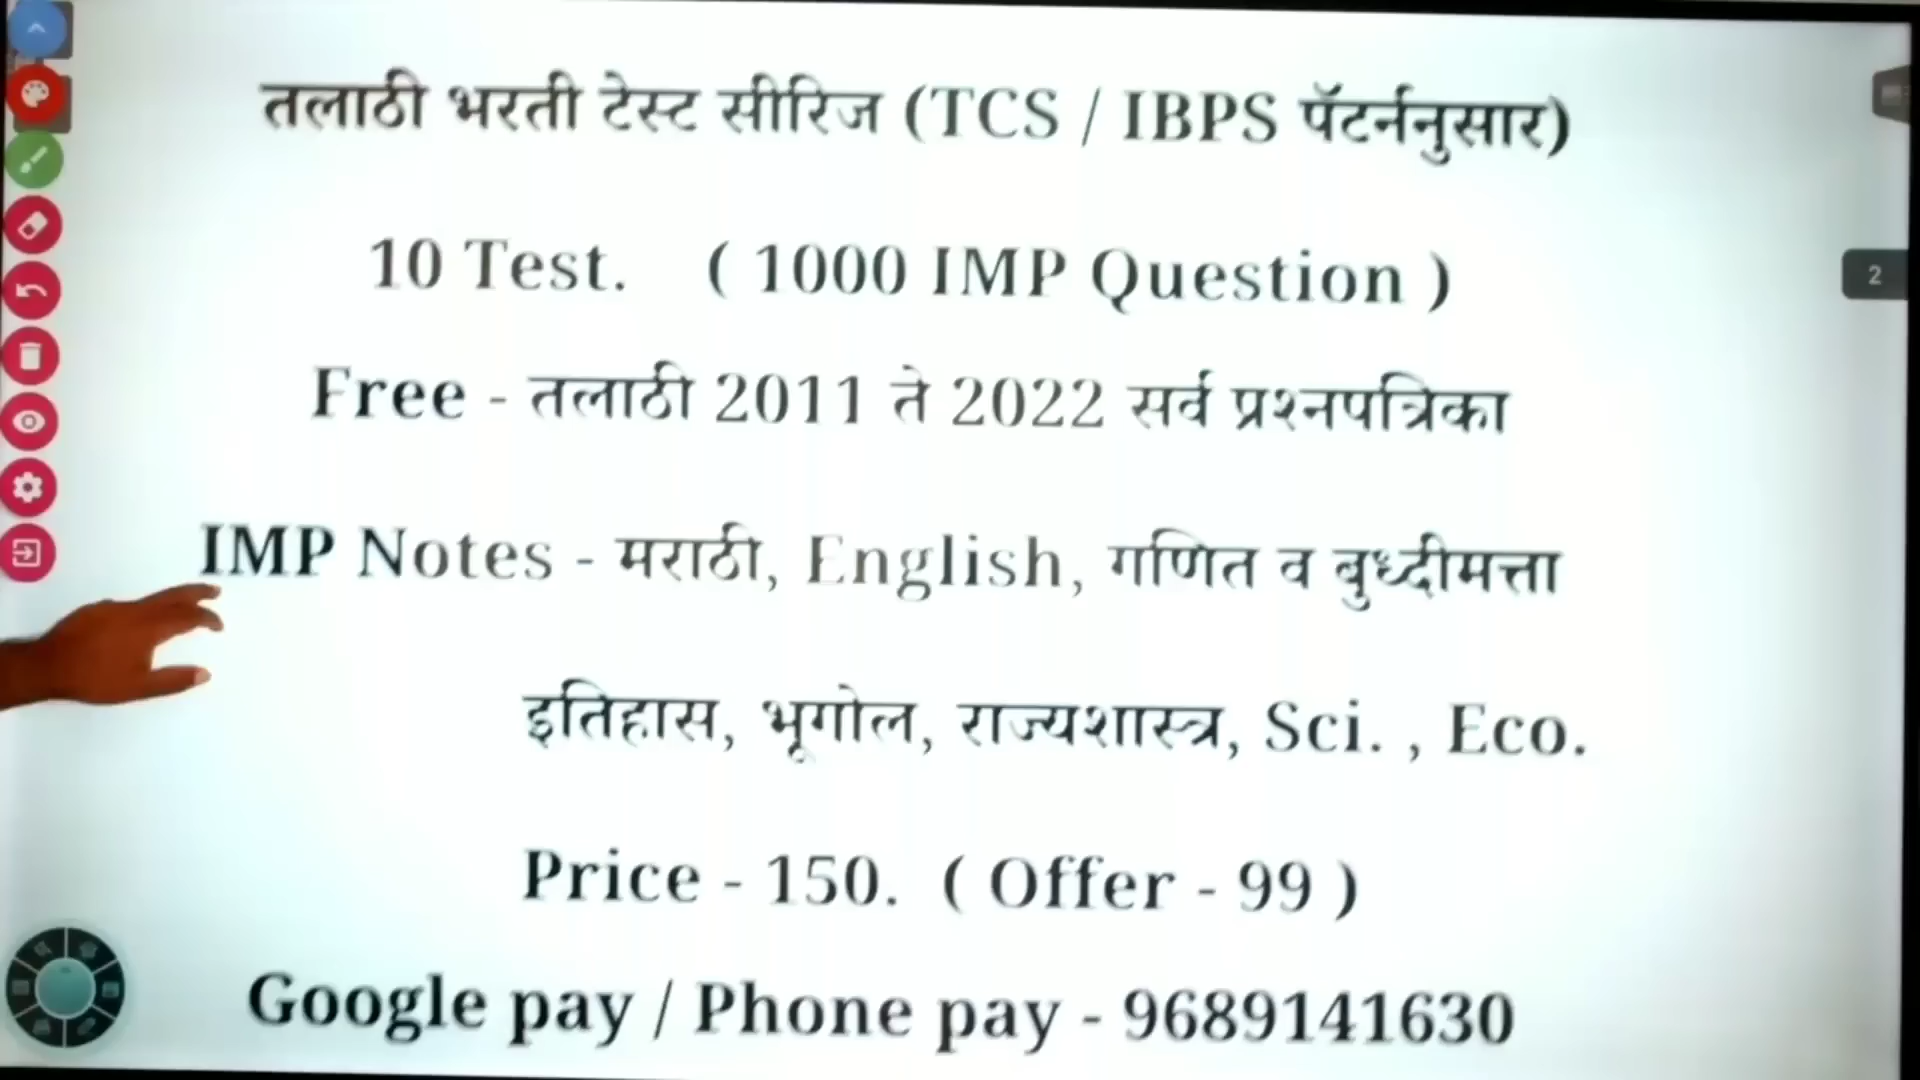 तलाठी भरती टेस्ट सीरिज (TCS / IBPS पॅटर्ननुसार)
10 Test. ( 1000 IMP Question )
2
Free - तलाठी 2011 ते 2022 सर्व प्रश्नपत्रिका
IMP Notes - मराठी, English, गणित व बुध्दीमत्ता
इतिहास, भूगोल, राज्यशास्त्र, Sci. , Eco.
Price - 150. ( Offer - 99 )
Google pay / Phone pay - 9689141630